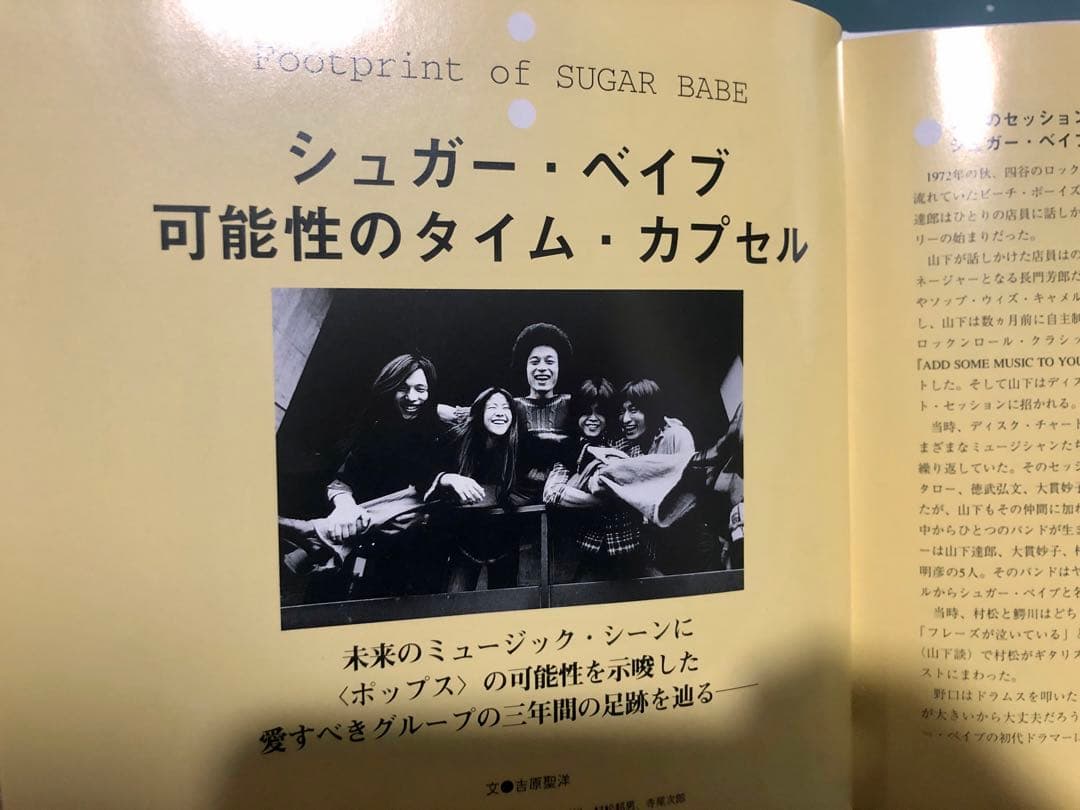 Footprint of SUGAR BABE
シュガー・ベイブ
可能性のタイム・カプセル
未来のミュージック・シーンに
〈ポップス〉の可能性を示唆した
愛すべきグループの三年間の足跡を辿る──
文●吉原聖洋
村松邦男、寺尾次郎
のセッション
シュガー・ベイブ
1972年の秋、四谷のロック
流れていたビーチ・ボーイズ
達郎はひとりの店員に話しか
リーの始まりだった。
山下が話しかけた店員はの
ネージャーとなる長門芳郎だ
やソップ・ウィズ・キャメル
し、山下は数ヵ月前に自主制
ロックンロール・クラシッ
『ADD SOME MUSIC TO YOU
トした。そして山下はディス
ト・セッションに招かれる。
当時、ディスク・チャート
まざまなミュージシャンたち
繰り返していた。そのセッシ
タロー、徳武弘文、大貫妙子
たが、山下もその仲間に加わ
中からひとつのバンドが生ま
ーは山下達郎、大貫妙子、村
明彦の5人。そのバンドはヤ
ルからシュガー・ベイブと名
当時、村松と鰐川はどち
「フレーズが泣いている」
（山下談）で村松がギタリス
ストにまわった。
野口はドラムスを叩いた
が大きいから大丈夫だろう
ー・ベイブの初代ドラマーに